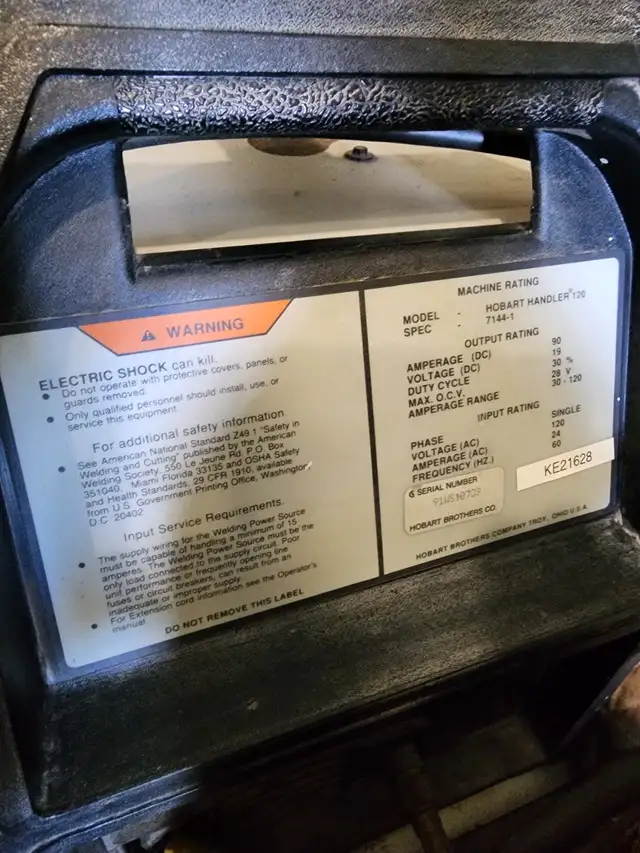 WARNING
ELECTRIC SHOCK can kill.
• Do not operate with protective covers, panels, or
guards removed.
• Only qualified personnel should install, use, or
service this equipment.
For additional safety information
• See American National Standard Z49.1 "Safety in
Welding and Cutting" published by the American
Welding Society, 550 Le Jeune Rd. P.O. Box
351040, Miami Florida 33135 and OSHA Safety
and Health Standards, 29 CFR 1910, available
from U.S. Government Printing Office, Washington,
D.C. 20402
Input Service Requirements.
• The supply wiring for the Welding Power Source
must be capable of handling a minimum of 15
amperes. The Welding Power Source must be the
only load connected to the supply circuit. Poor
unit performance or frequently opening line
fuses or circuit breakers, can result from an
inadequate or improper supply.
• For Extension cord information see the Operator's
manual.
DO NOT REMOVE THIS LABEL
MACHINE RATING
MODEL - HOBART HANDLER® 120
SPEC - 7144-1
OUTPUT RATING
AMPERAGE (DC) 90
VOLTAGE (DC) 19
DUTY CYCLE 30 %
MAX. O.C.V. 28 V
AMPERAGE RANGE 30 - 120
INPUT RATING
PHASE SINGLE
VOLTAGE (AC) 120
AMPERAGE (AC) 24
FREQUENCY (HZ.) 60
SERIAL NUMBER
HOBART BROTHERS CO.
KE21628
HOBART BROTHERS COMPANY TROY, OHIO U.S.A.